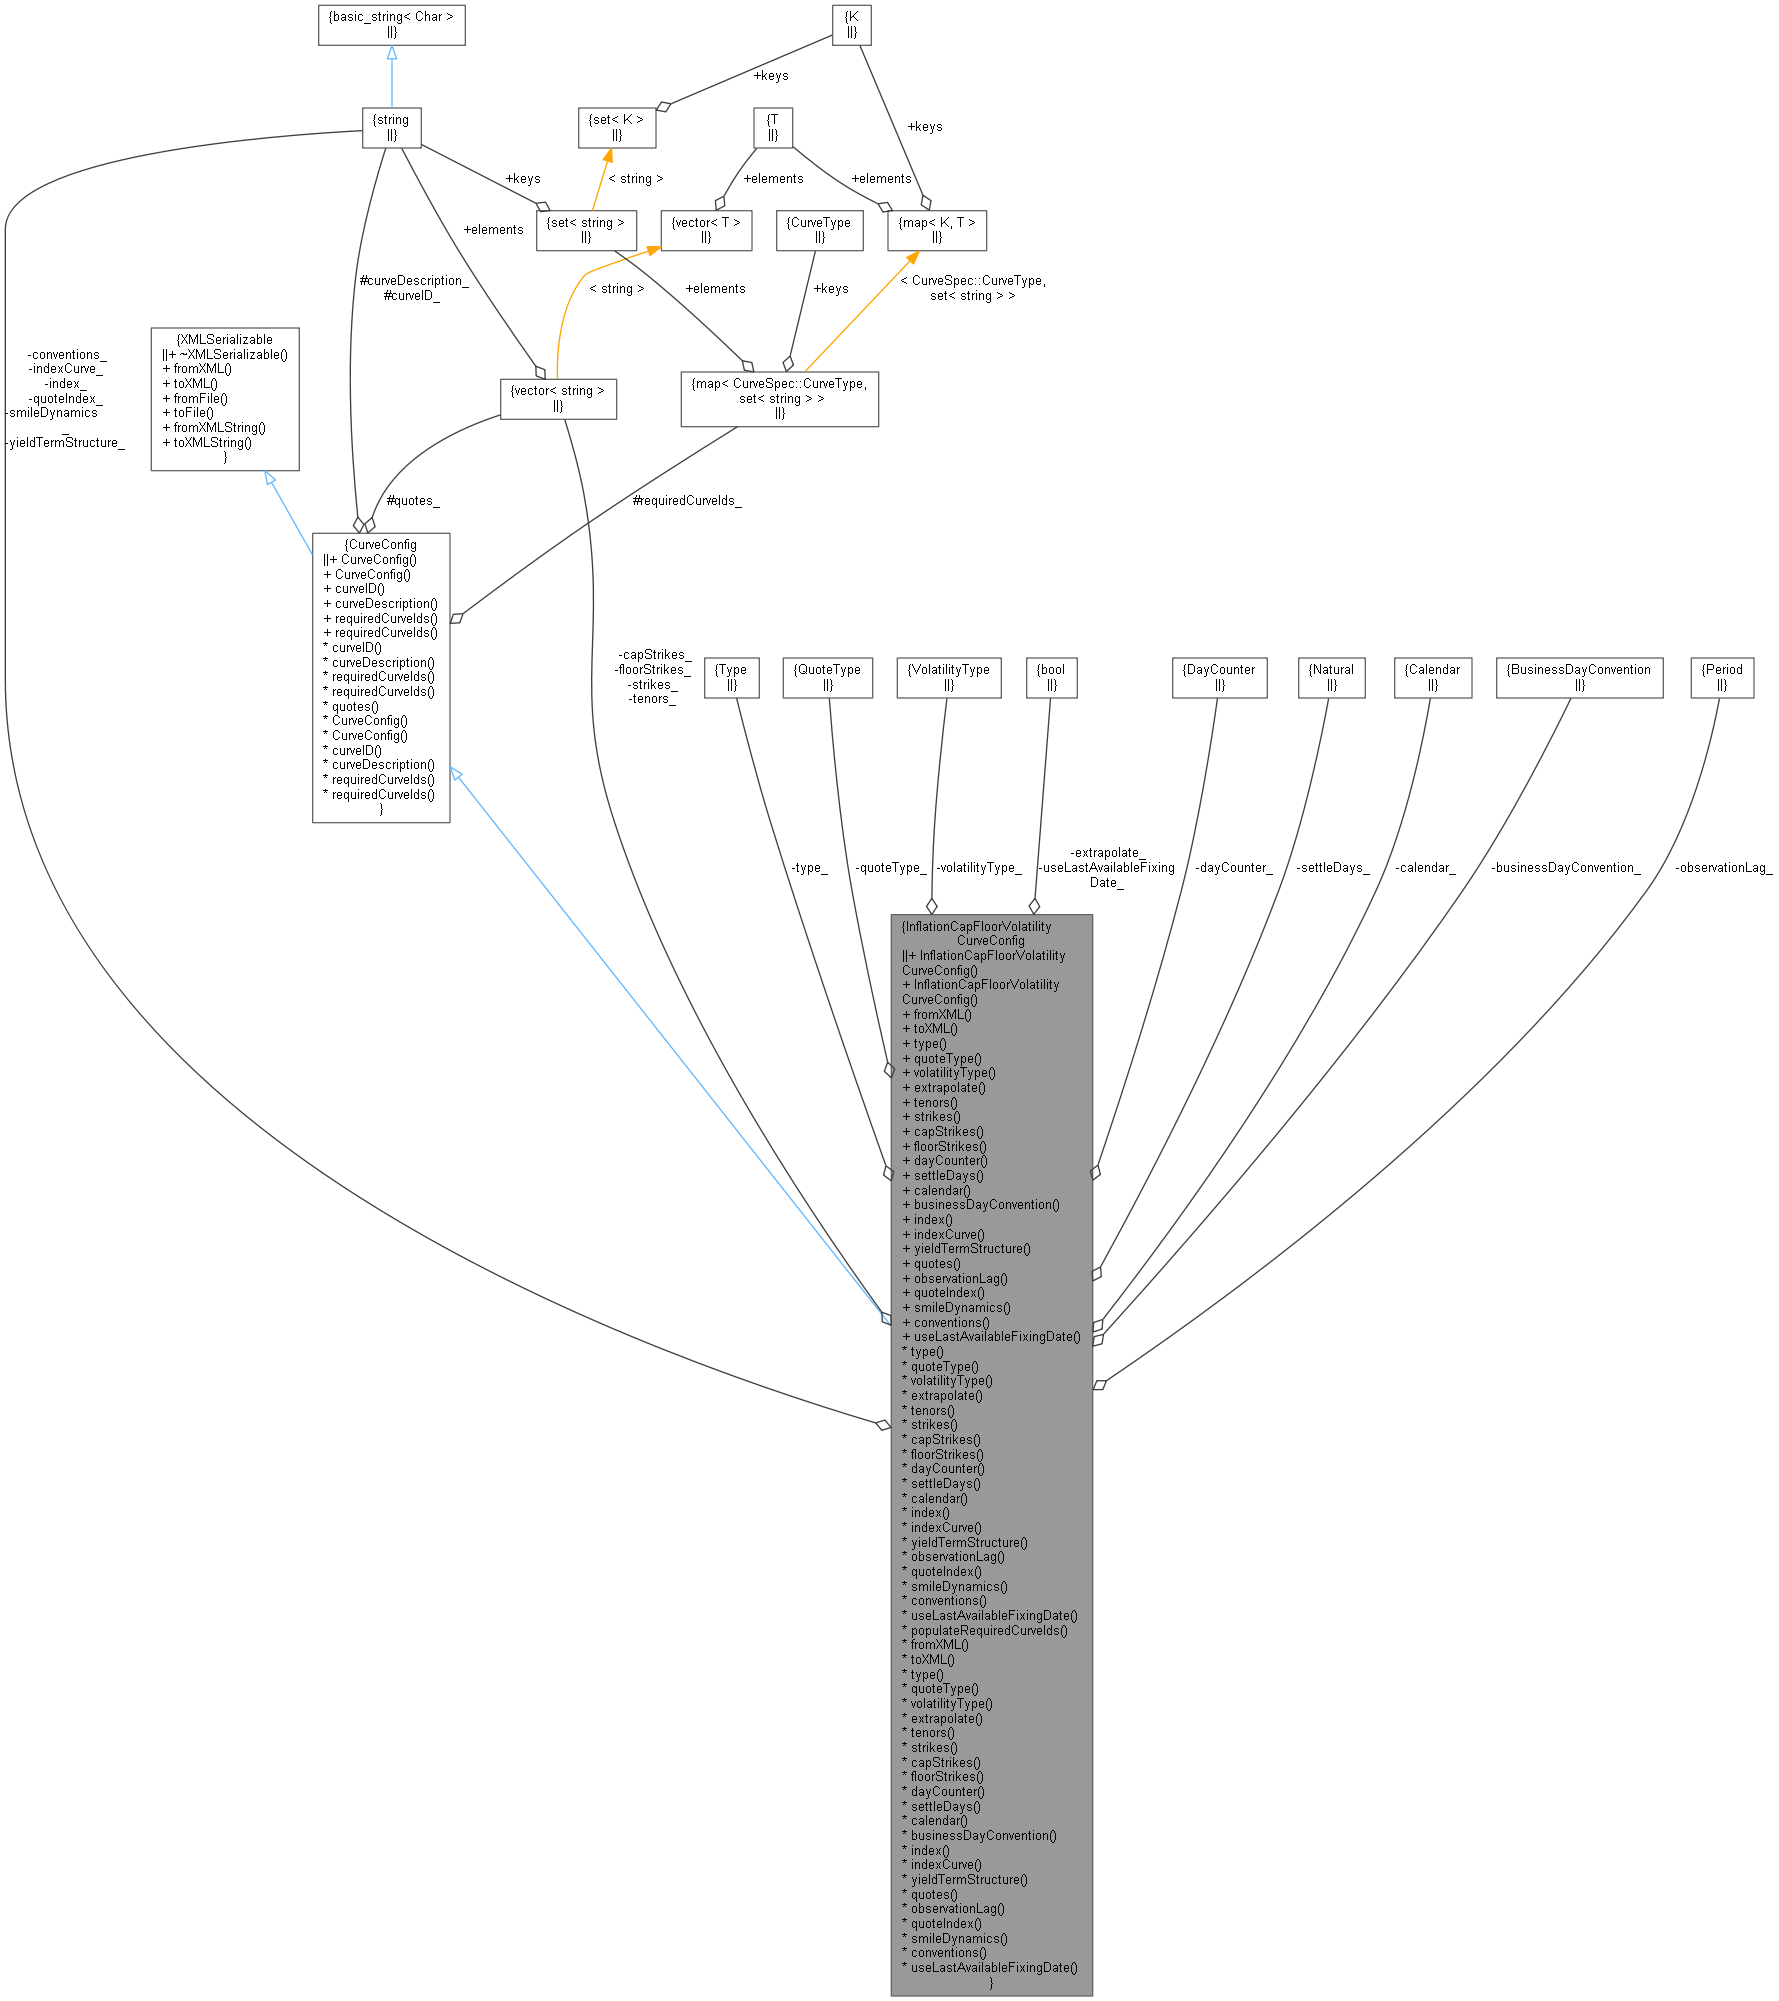 {basic_string< Char >
||}
{K
||}
+keys
{string
||}
{set< K >
||}
{T
||}
+keys
+keys
< string >
+elements
+elements
{set< string >
||}
{vector< T >
||}
{CurveType
||}
{map< K, T >
||}
+elements
#curveDescription_
#curveID_
< string >
+elements
+keys
< CurveSpec::CurveType,
set< string > >
-conventions_
-indexCurve_
-index_
-quoteIndex_
-smileDynamics
_
-yieldTermStructure_
{XMLSerializable
||+ ~XMLSerializable()
+ fromXML()
+ toXML()
+ fromFile()
+ toFile()
+ fromXMLString()
+ toXMLString()
}
{vector< string >
||}
{map< CurveSpec::CurveType,
set< string > >
||}
#quotes_
#requiredCurveIds_
{CurveConfig
||+ CurveConfig()
+ CurveConfig()
+ curveID()
+ curveDescription()
+ requiredCurveIds()
+ requiredCurveIds()
* curveID()
* curveDescription()
* requiredCurveIds()
* requiredCurveIds()
* quotes()
* CurveConfig()
* CurveConfig()
* curveID()
* curveDescription()
* requiredCurveIds()
* requiredCurveIds()
}
-capStrikes_
-floorStrikes_
-strikes_
-tenors_
{Type
||}
{QuoteType
||}
{VolatilityType
||}
{bool
||}
{DayCounter
||}
{Natural
||}
{Calendar
||}
{BusinessDayConvention
||}
{Period
||}
-type_
-quoteType_
-volatilityType_
-extrapolate_
-useLastAvailableFixing
Date_
-dayCounter_
-settleDays_
-calendar_
-businessDayConvention_
-observationLag_
{InflationCapFloorVolatility
CurveConfig
||+ InflationCapFloorVolatility
CurveConfig()
+ InflationCapFloorVolatility
CurveConfig()
+ fromXML()
+ toXML()
+ type()
+ quoteType()
+ volatilityType()
+ extrapolate()
+ tenors()
+ strikes()
+ capStrikes()
+ floorStrikes()
+ dayCounter()
+ settleDays()
+ calendar()
+ businessDayConvention()
+ index()
+ indexCurve()
+ yieldTermStructure()
+ quotes()
+ observationLag()
+ quoteIndex()
+ smileDynamics()
+ conventions()
+ useLastAvailableFixingDate()
* type()
* quoteType()
* volatilityType()
* extrapolate()
* tenors()
* strikes()
* capStrikes()
* floorStrikes()
* dayCounter()
* settleDays()
* calendar()
* index()
* indexCurve()
* yieldTermStructure()
* observationLag()
* quoteIndex()
* smileDynamics()
* conventions()
* useLastAvailableFixingDate()
* populateRequiredCurveIds()
* fromXML()
* toXML()
* type()
* quoteType()
* volatilityType()
* extrapolate()
* tenors()
* strikes()
* capStrikes()
* floorStrikes()
* dayCounter()
* settleDays()
* calendar()
* businessDayConvention()
* index()
* indexCurve()
* yieldTermStructure()
* quotes()
* observationLag()
* quoteIndex()
* smileDynamics()
* conventions()
* useLastAvailableFixingDate()
}